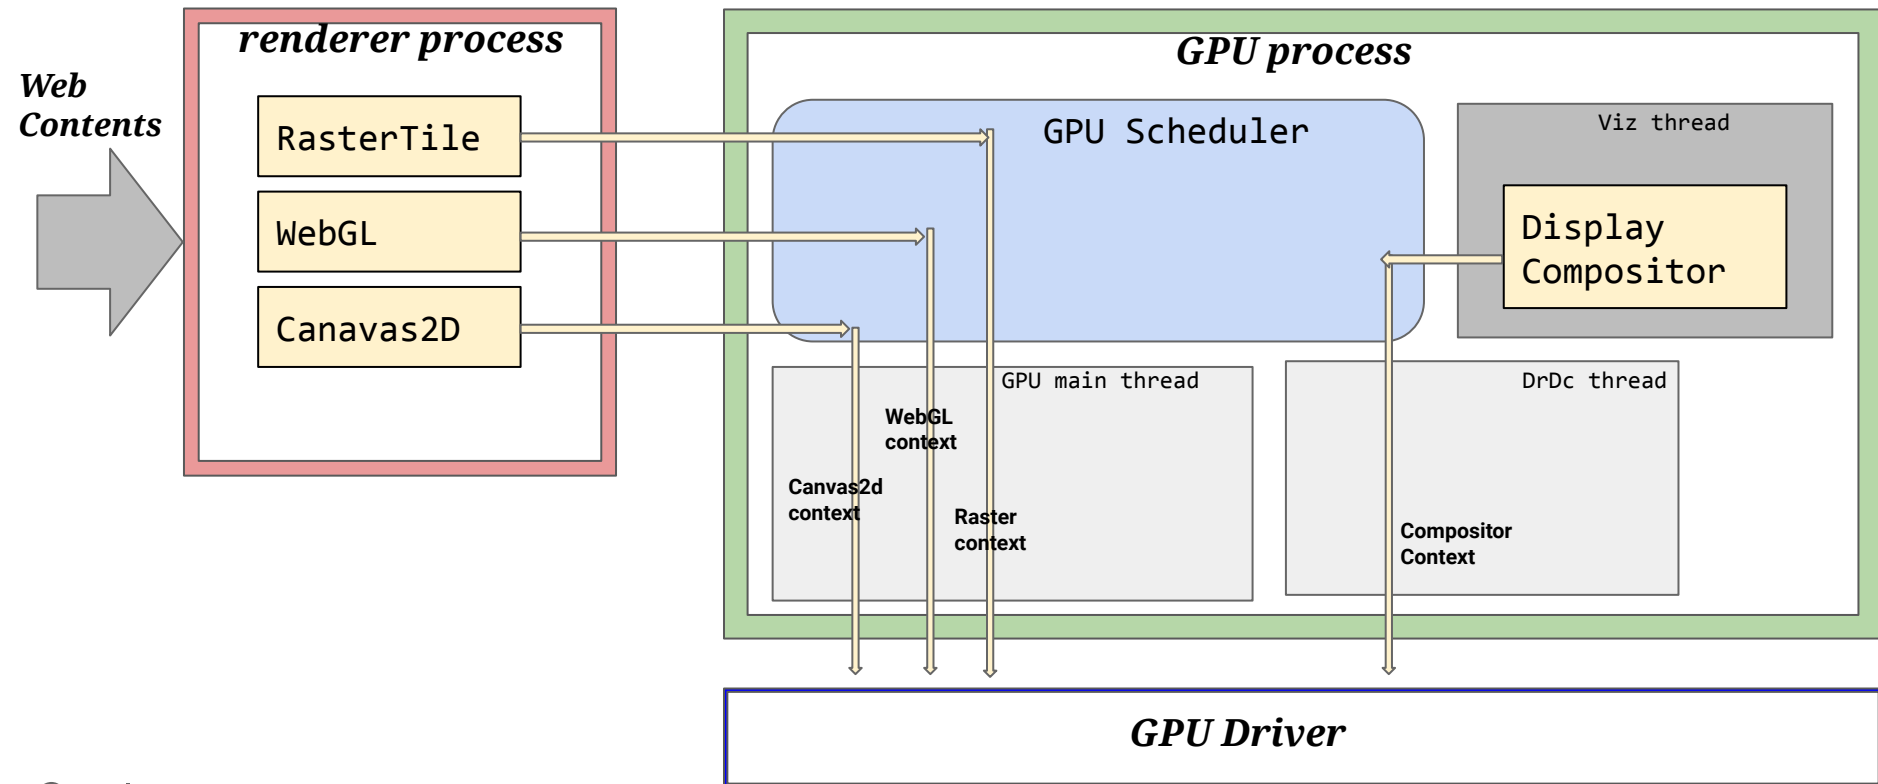 renderer process
GPU process
Web
Contents
RasterTile
WebGL
Canavas2D
GPU Scheduler
Viz thread
Display
Compositor
GPU main thread
DrDc thread
WebGL
context
Canvas2d
context
Raster
context
Compositor
Context
GPU Driver